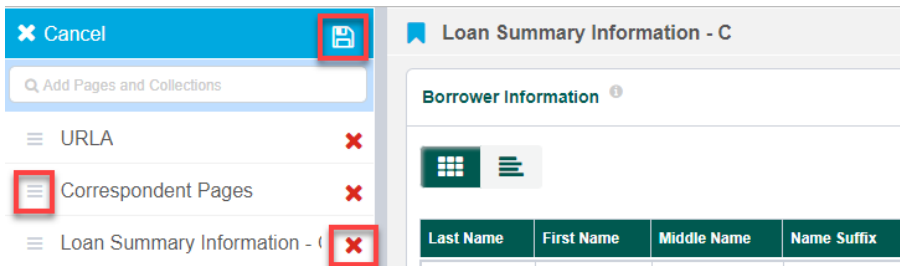 Cancel
Add Pages and Collections
URLA
Correspondent Pages
Loan Summary Information - (
Loan Summary Information - C
Borrower Information
Last Name First Name Middle Name Name Suffix